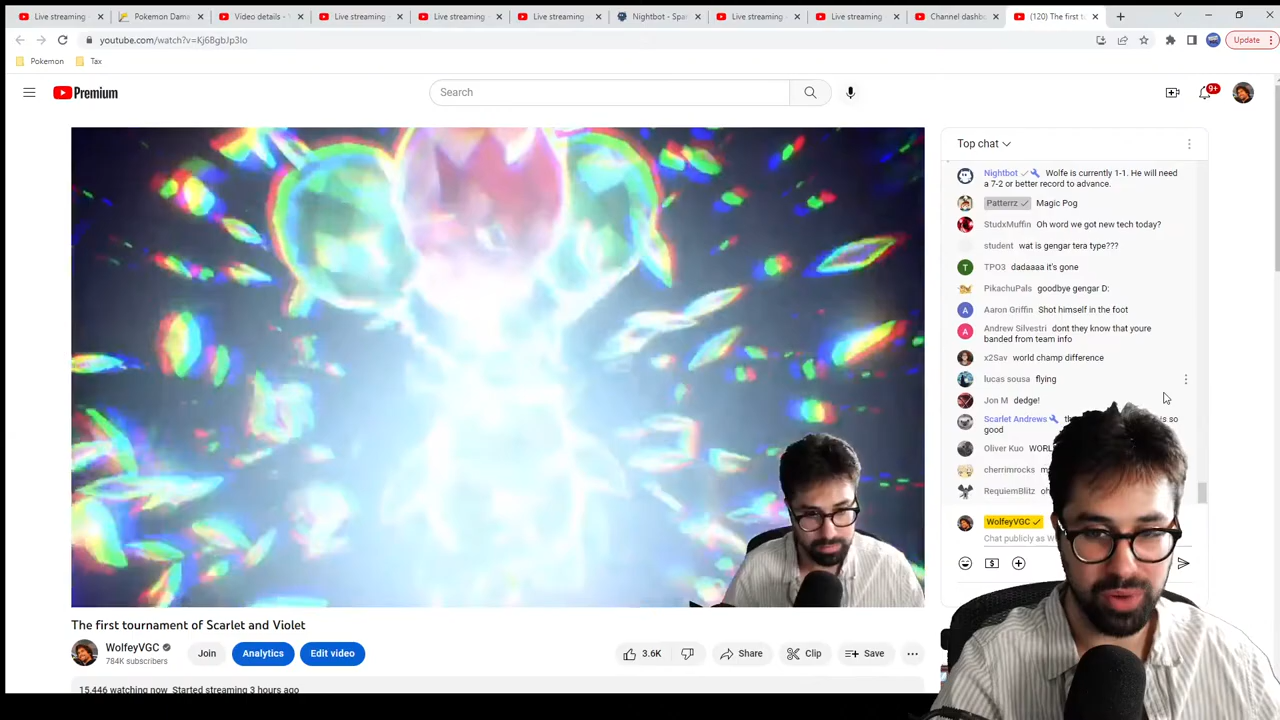 Live streaming
Pokemon Dama
Video details -
Live streaming
Live streaming
Live streaming
Nightbot - Spa
Live streaming
Live streaming
Channel dashb
(120) The first t
youtube.com/watch?v=Kj6BgbJp3Io
Update
Pokemon
Tax
Premium
Search
9+
Top chat
Nightbot Wolfe is currently 1-1. He will need
a 7-2 or better record to advance.
Patterrz Magic Pog
StudxMuffin Oh word we got new tech today?
student wat is gengar tera type???
T
TPO3 dadaaaa it's gone
PikachuPals goodbye gengar D:
A
Aaron Griffin Shot himself in the foot
A
Andrew Silvestri dont they know that youre
banded from team info
x2Sav world champ difference
lucas sousa flying
Jon M dedge!
Scarlet Andrews is so
good
Oliver Kuo WORL
cherrimrocks m
RequiemBlitz oh
WolfeyVGC
Chat publicly as W
The first tournament of Scarlet and Violet
WolfeyVGC
784K subscribers
Join
Analytics
Edit video
3.6K
Share
Clip
Save
15,446 watching now Started streaming 3 hours ago